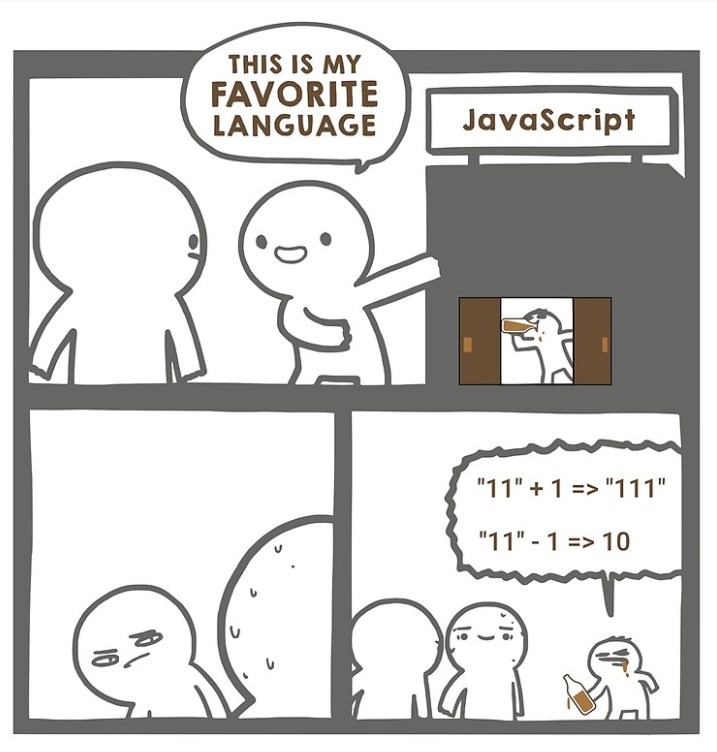 THIS IS MY
FAVORITE
LANGUAGE
JavaScript
"11" + 1 => "111"
"11" - 1 => 10